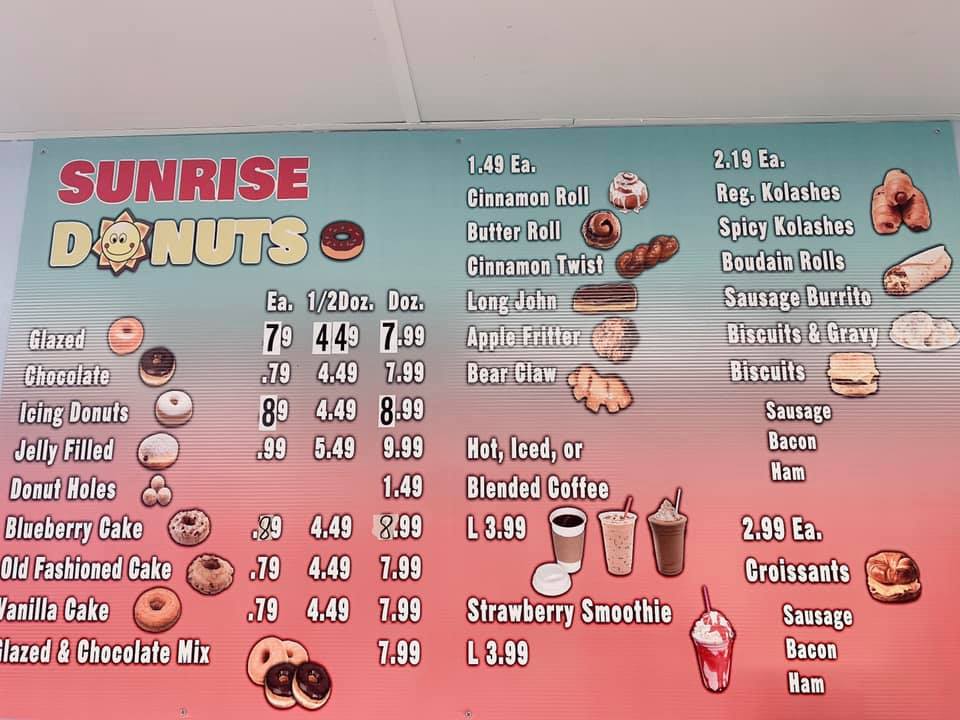 SUNRISE
DONUTS
Ea. 1/2Doz. Doz.
Glazed 79 449 7.99
Chocolate .79 4.49 7.99
Icing Donuts 89 4.49 8.99
Jelly Filled .99 5.49 9.99
Donut Holes 1.49
Blueberry Cake .89 4.49 8.99
Old Fashioned Cake .79 4.49 7.99
Vanilla Cake .79 4.49 7.99
Glazed & Chocolate Mix 7.99
1.49 Ea.
Cinnamon Roll
Butter Roll
Cinnamon Twist
Long John
Apple Fritter
Bear Claw
Hot, Iced, or
Blended Coffee
L 3.99
Strawberry Smoothie
L 3.99
2.19 Ea.
Reg. Kolashes
Spicy Kolashes
Boudain Rolls
Sausage Burrito
Biscuits & Gravy
Biscuits
Sausage
Bacon
Ham
2.99 Ea.
Croissants
Sausage
Bacon
Ham